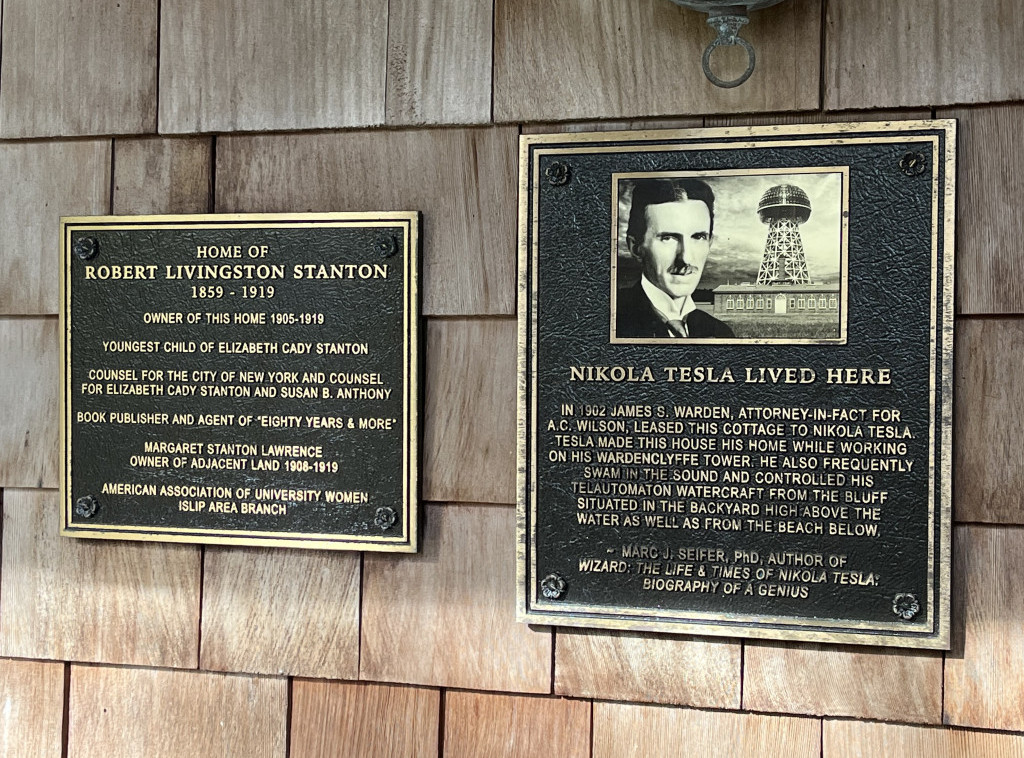 HOME OF
ROBERT LIVINGSTON STANTON
1859 - 1919
OWNER OF THIS HOME 1905-1919
YOUNGEST CHILD OF ELIZABETH CADY STANTON
COUNSEL FOR THE CITY OF NEW YORK AND COUNSEL
FOR ELIZABETH CADY STANTON AND SUSAN B. ANTHONY
BOOK PUBLISHER AND AGENT OF "EIGHTY YEARS & MORE"
MARGARET STANTON LAWRENCE
OWNER OF ADJACENT LAND 1908-1919
AMERICAN ASSOCIATION OF UNIVERSITY WOMEN
ISLIP AREA BRANCH
NIKOLA TESLA LIVED HERE
IN 1902 JAMES S. WARDEN, ATTORNEY-IN-FACT FOR
A.C. WILSON, LEASED THIS COTTAGE TO NIKOLA TESLA.
TESLA MADE THIS HOUSE HIS HOME WHILE WORKING
ON HIS WARDENCLYFFE TOWER. HE ALSO FREQUENTLY
SWAM IN THE SOUND AND CONTROLLED HIS
TELAUTOMATON WATERCRAFT FROM THE BLUFF
SITUATED IN THE BACKYARD HIGH ABOVE THE
WATER AS WELL AS FROM THE BEACH BELOW.
~ MARC J. SEIFER, PhD, AUTHOR OF
WIZARD: THE LIFE & TIMES OF NIKOLA TESLA:
BIOGRAPHY OF A GENIUS